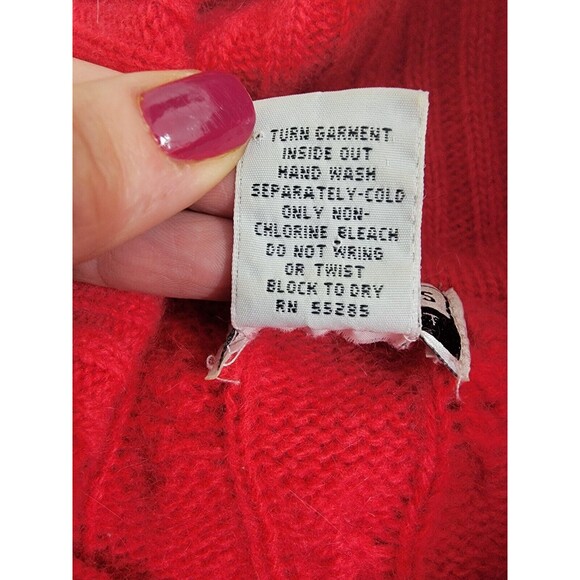 TURN GARMENT
INSIDE OUT
HAND WASH
SEPARATELY-COLD
ONLY NON-
CHLORINE BLEACH
DO NOT WRING
OR TWIST
BLOCK TO DRY
RN 55285